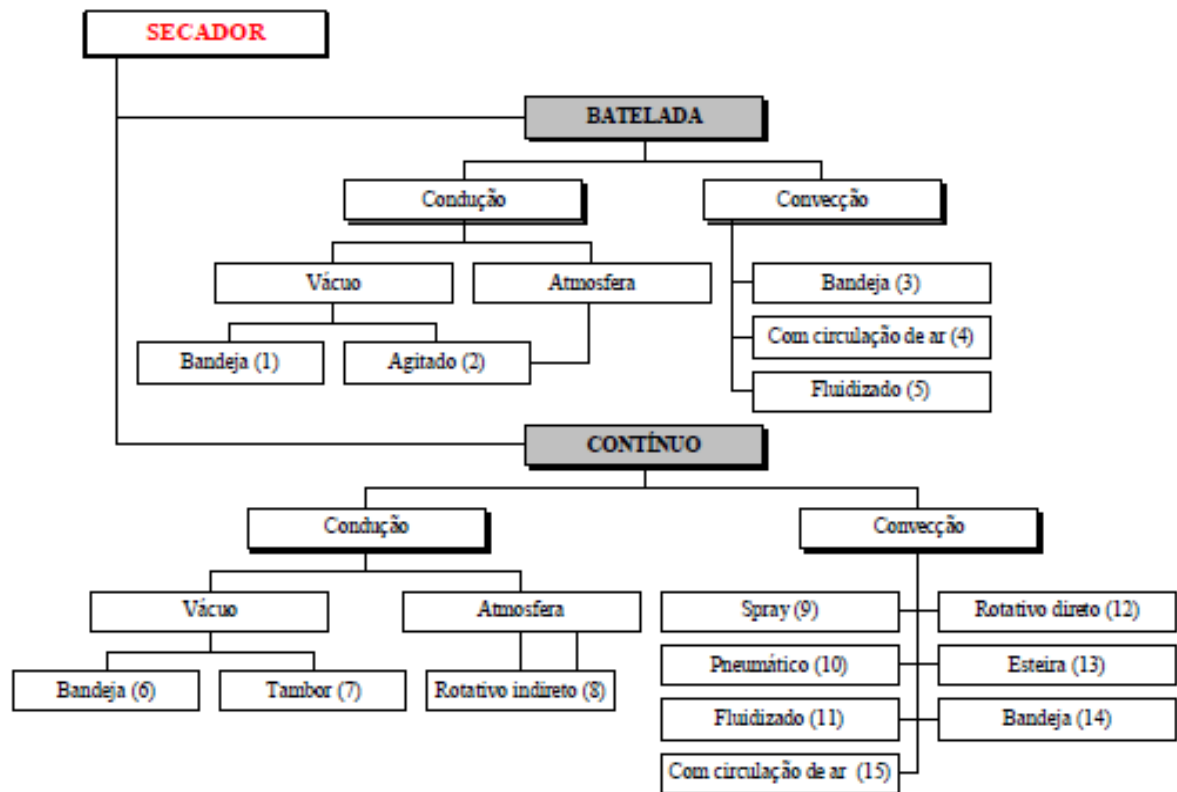 SECADOR
BATELADA
Condução
Convecção
Vácuo
Atmosfera
Bandeja (3)
Com circulação de ar (4)
Bandeja (1)
Agitado (2)
Fluidizado (5)
CONTÍNUO
Condução
Convecção
Vácuo
Atmosfera
Spray (9)
Rotativo direto (12)
Bandeja (6)
Tambor (7)
Rotativo indireto (8)
Pneumático (10)
Esteira (13)
Fluidizado (11)
Bandeja (14)
Com circulação de ar (15)